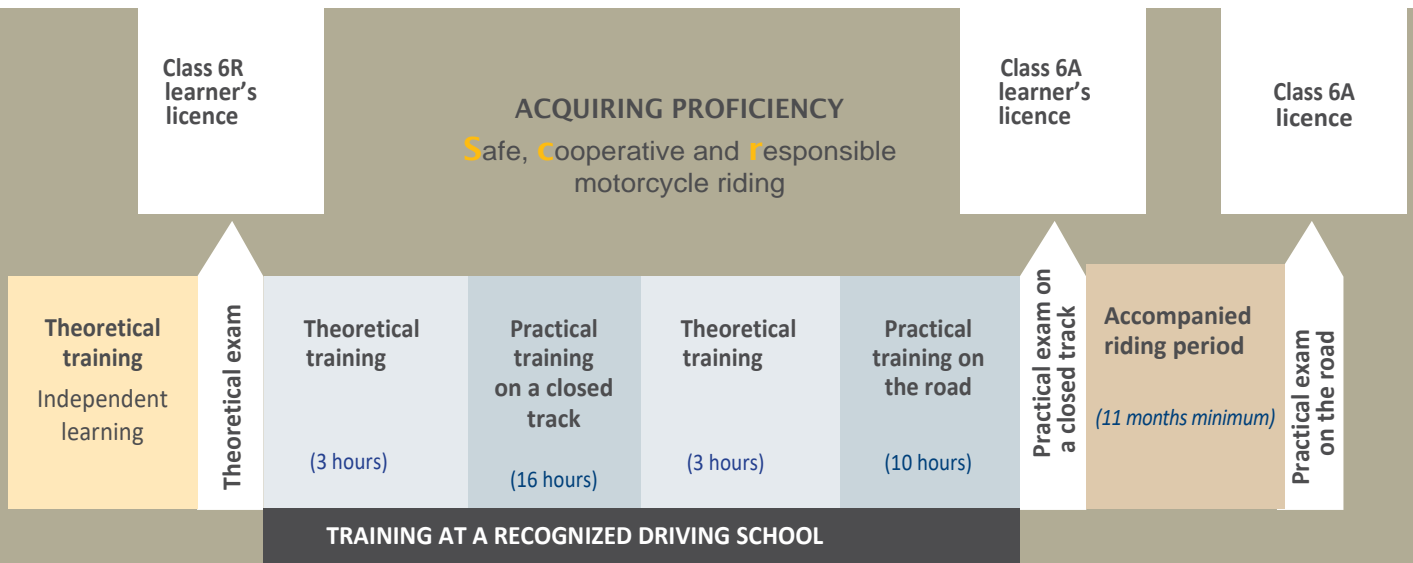 Class 6R
learner's
licence
ACQUIRING PROFICIENCY
Safe, cooperative and responsible
motorcycle riding
Class 6A
learner's
licence
Class 6A
licence
Theoretical
training
Independent
learning
Theoretical exam
Theoretical
training
(3 hours)
Practical
training
on a closed
track
(16 hours)
Theoretical
training
(3 hours)
Practical
training on
the road
(10 hours)
Practical exam on
a closed track
Accompanied
riding period
(11 months minimum)
Practical exam
on the road
TRAINING AT A RECOGNIZED DRIVING SCHOOL